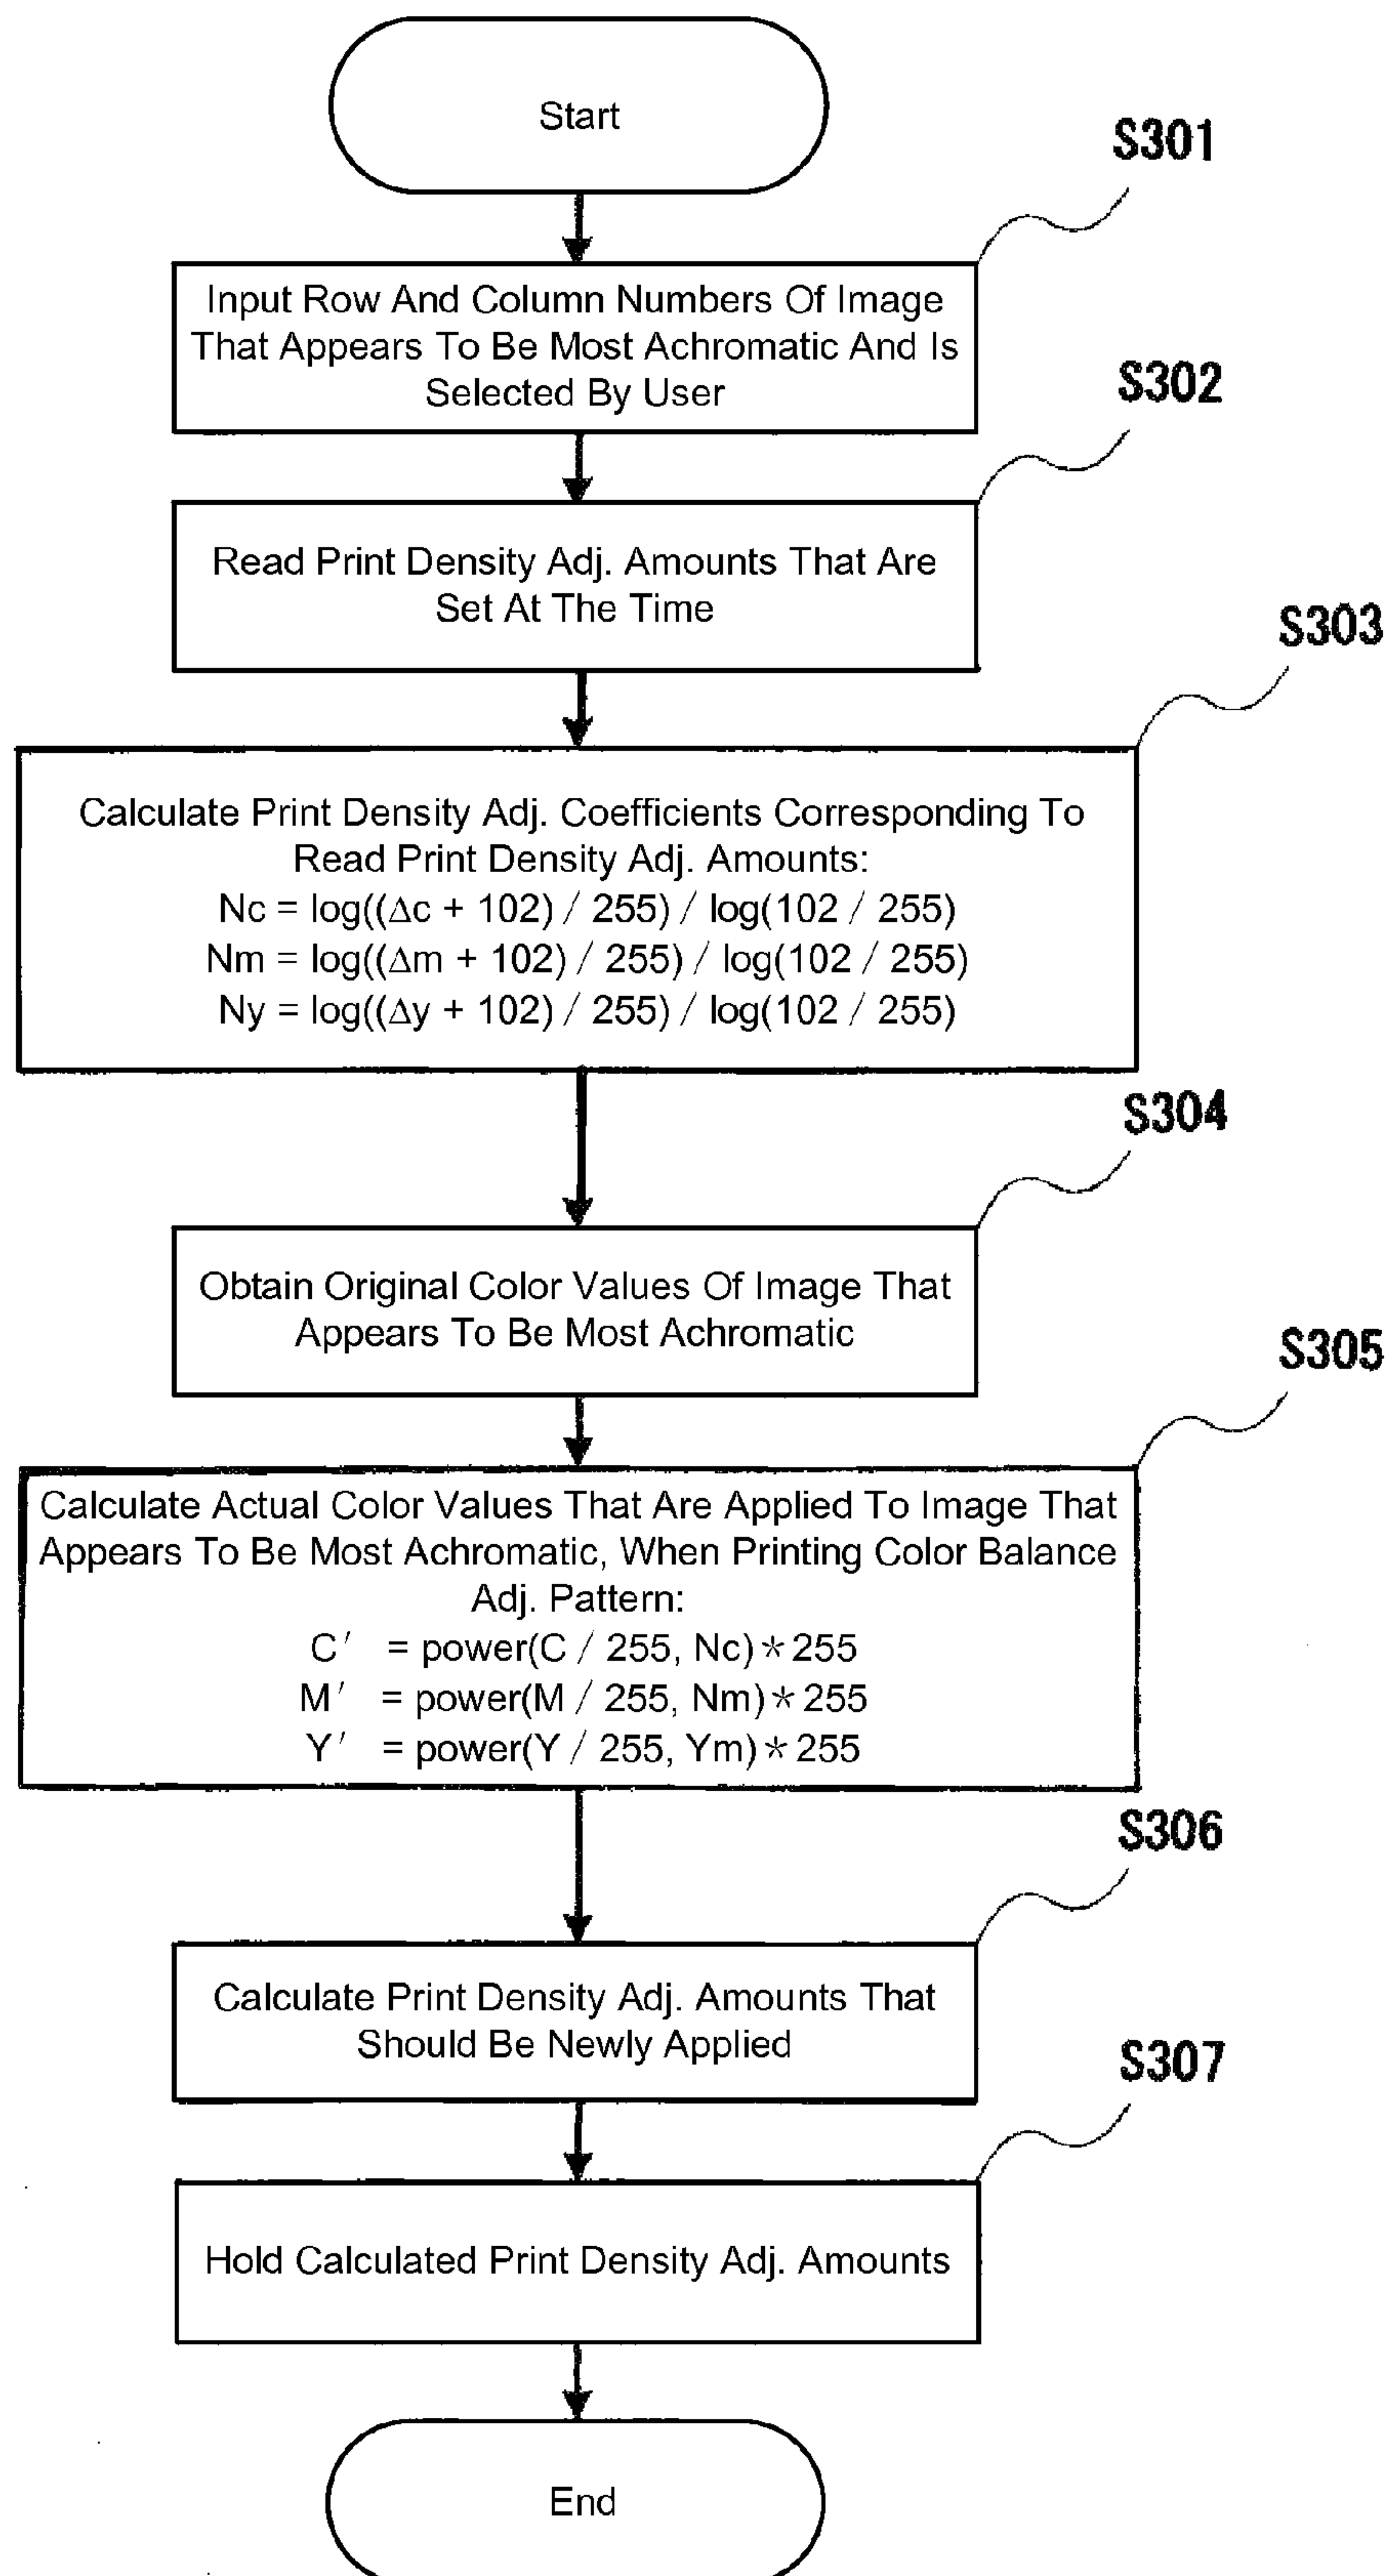 Start
S301
Input Row And Column Numbers Of Image
That Appears To Be Most Achromatic And Is
Selected By User
S302
Read Print Density Adj. Amounts That Are
Set At The Time
S303
Calculate Print Density Adj. Coefficients Corresponding To
Read Print Density Adj. Amounts:
Nc = log((Δc + 102) / 255) / log(102 / 255)
Nm = log((Δm + 102) / 255) / log(102 / 255)
Ny = log((Δy + 102) / 255) / log(102 / 255)
S304
Obtain Original Color Values Of Image That
Appears To Be Most Achromatic
S305
Calculate Actual Color Values That Are Applied To Image That
Appears To Be Most Achromatic, When Printing Color Balance
Adj. Pattern:
C′ = power(C / 255, Nc)*255
M′ = power(M / 255, Nm)*255
Y′ = power(Y / 255, Ym)*255
S306
Calculate Print Density Adj. Amounts That
Should Be Newly Applied
S307
Hold Calculated Print Density Adj. Amounts
End